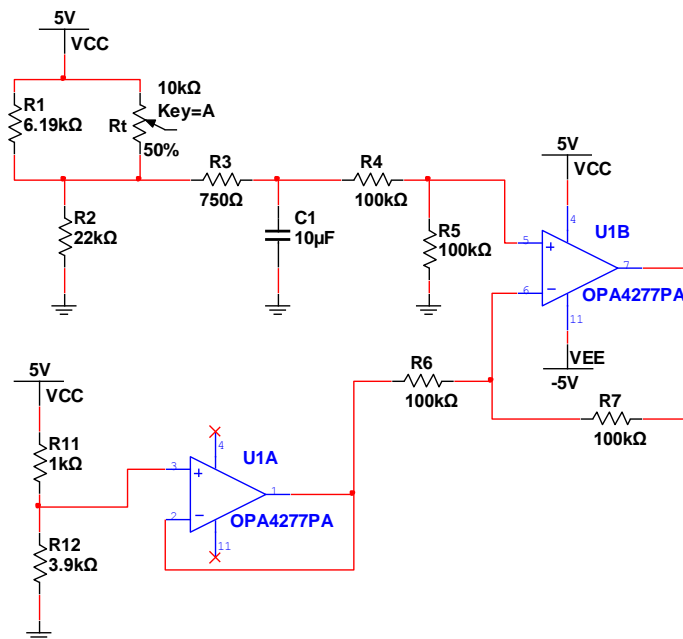 5V
VCC
R1
6.19kΩ
10kΩ
Key=A
Rt
50%
R2
22kΩ
R3
750Ω
C1
10µF
R4
100kΩ
R5
100kΩ
5V
VCC
4
U1B
5
6
7
OPA4277PA
11
VEE
-5V
R6
100kΩ
R7
100kΩ
5V
VCC
R11
1kΩ
R12
3.9kΩ
4
U1A
3
2
1
OPA4277PA
11